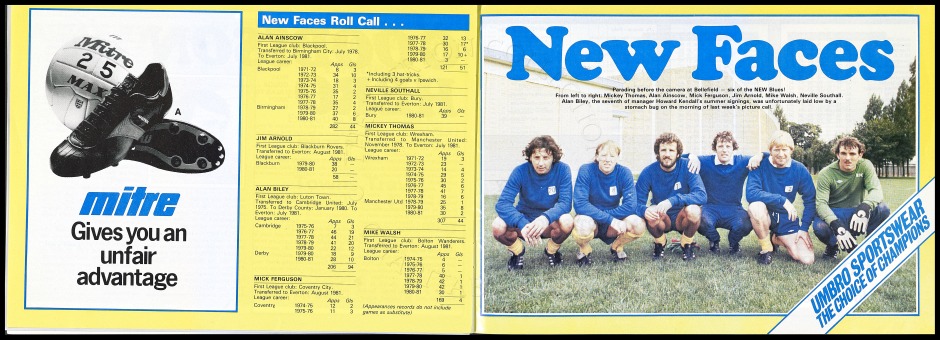 Mitre
25
MAX
A
mitre
Gives you an
unfair
advantage
New Faces Roll Call . . .
ALAN AINSCOW
First League club: Blackpool.
Transferred to Birmingham City: July 1978.
To Everton: July 1981.
League career:
Apps Gls
Blackpool 1971-72
1972-73 34 10
1973-74 18 3
1974-75 31 4
1975-76 36 2
1976-77 17 2
1977-78 35 4
Birmingham 1978-79 27 2
1979-80 37 6
1980-81 40 8
282 44
JIM ARNOLD
First League club: Blackburn Rovers.
Transferred to Everton: August 1981.
League career:
Apps Gls
Blackburn 1979-80 38 —
1980-81 20 —
58 —
ALAN BILEY
First League club: Luton Town.
Transferred to Cambridge United: July
1975. To Derby County: January 1980. To
Everton: July 1981.
League career:
Apps Gls
Cambridge 1975-76 7 3
1976-77 46 19
1977-78 44 21
1978-79 41 20
1979-80 22 12
Derby 1979-80 18 9
1980-81 28 10
206 94
MICK FERGUSON
First League club: Coventry City.
Transferred to Everton: August 1981.
League career:
Apps Gls
Coventry 1974-75 12 2
1975-76 11 3
1976-77 32 13
1977-78 30 17*
1978-79 16 6
1979-80 17 10+
1980-81 3 —
121 51
*Including 3 hat-tricks.
+ Including 4 goals v Ipswich.
NEVILLE SOUTHALL
First League club: Bury.
Transferred to Everton: July 1981.
League career:
Apps Gls
Bury 1980-81 39 —
MICKEY THOMAS
First League club: Wrexham.
Transferred to Manchester United:
November 1978. To Everton: July 1981.
League career:
Apps Gls
Wrexham 1971-72 19 3
1972-73 23 —
1973-74 14 4
1974-75 29 5
1975-76 30 2
1976-77 45 6
1977-78 41 7
1978-79 16 6
Manchester Utd 1978-79 25 1
1979-80 35 8
1980-81 30 2
307 44
MIKE WALSH
First League club: Bolton Wanderers.
Transferred to Everton: August 1981.
League career:
Apps Gls
Bolton 1974-75 4 —
1975-76 6 —
1976-77 5 —
1977-78 40 1
1978-79 42 1
1979-80 42 1
1980-81 30 1
169 4
(Appearances records do not include
games as substitute)
New Faces
Parading before the camera at Bellefield — six of the NEW Blues!
From left to right: Mickey Thomas, Alan Ainscow, Mick Ferguson, Jim Arnold, Mike Walsh, Neville Southall.
Alan Biley, the seventh of manager Howard Kendall's summer signings, was unfortunately laid low by a
stomach bug on the morning of last week's picture call.
UMBRO SPORTSWEAR
THE CHOICE OF CHAMPIONS